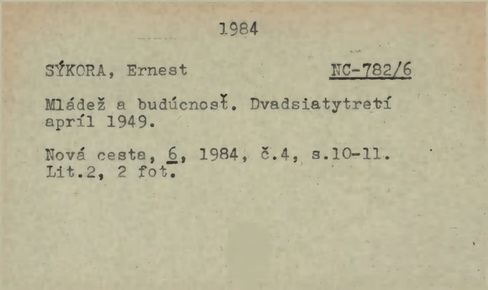 1984
SÝKORA, Ernest NC-782/6
Mládež a budúcnosť. Dvadsiatytretí
apríl 1949.
Nová cesta, 6, 1984, č.4, s.10-11.
Lit.2, 2 fot.